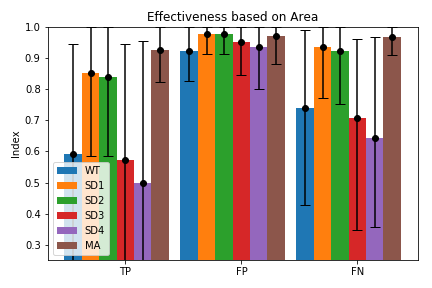 Effectiveness based on Area
Index
1.0
0.9
0.8
0.7
0.6
0.5
0.4
0.3
WT
SD1
SD2
SD3
SD4
MA
TP
FP
FN